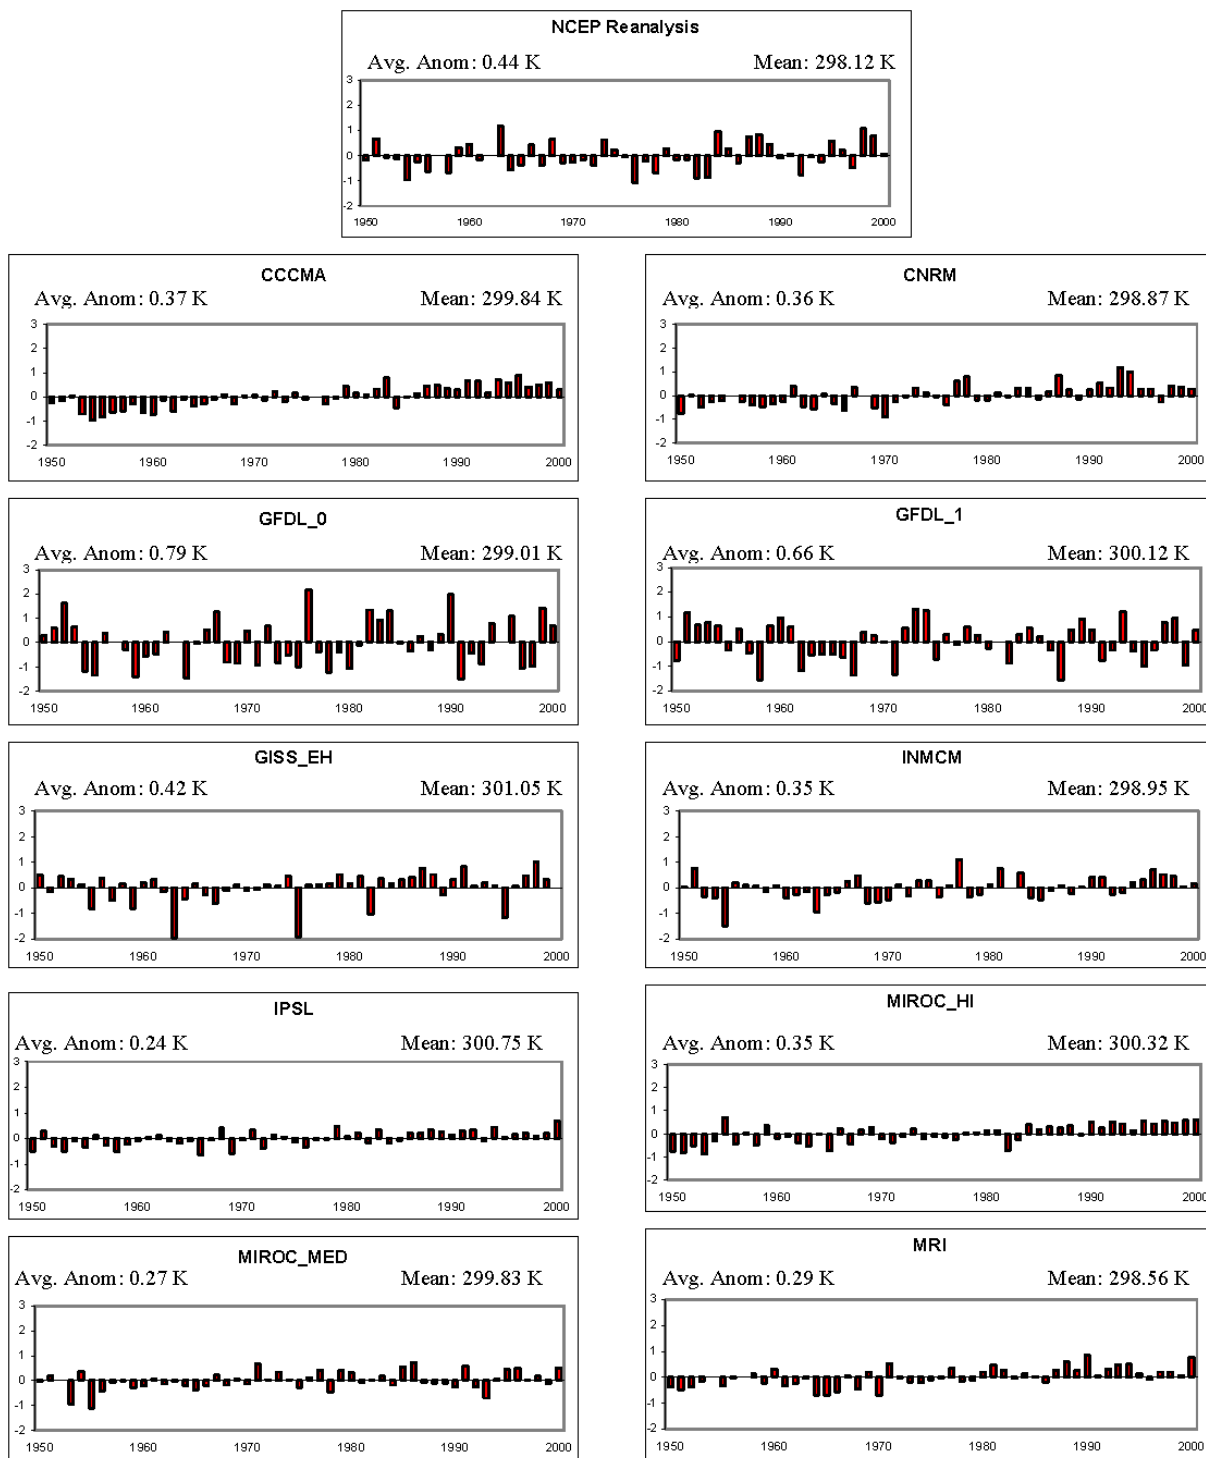 NCEP Reanalysis
Avg. Anom: 0.44 K Mean: 298.12 K
3
2
1
0
-1
-2
1950 1960 1970 1980 1990 2000
CCCMA
Avg. Anom: 0.37 K Mean: 299.84 K
3
2
1
0
-1
-2
1950 1960 1970 1980 1990 2000
CNRM
Avg. Anom: 0.36 K Mean: 298.87 K
3
2
1
0
-1
-2
1950 1960 1970 1980 1990 2000
GFDL_0
Avg. Anom: 0.79 K Mean: 299.01 K
3
2
1
0
-1
-2
1950 1960 1970 1980 1990 2000
GFDL_1
Avg. Anom: 0.66 K Mean: 300.12 K
3
2
1
0
-1
-2
1950 1960 1970 1980 1990 2000
GISS_EH
Avg. Anom: 0.42 K Mean: 301.05 K
3
2
1
0
-1
-2
1950 1960 1970 1980 1990 2000
INMCM
Avg. Anom: 0.35 K Mean: 298.95 K
3
2
1
0
-1
-2
1950 1960 1970 1980 1990 2000
IPSL
Avg. Anom: 0.24 K Mean: 300.75 K
3
2
1
0
-1
-2
1950 1960 1970 1980 1990 2000
MIROC_HI
Avg. Anom: 0.35 K Mean: 300.32 K
3
2
1
0
-1
-2
1950 1960 1970 1980 1990 2000
MIROC_MED
Avg. Anom: 0.27 K Mean: 299.83 K
3
2
1
0
-1
-2
1950 1960 1970 1980 1990 2000
MRI
Avg. Anom: 0.29 K Mean: 298.56 K
3
2
1
0
-1
-2
1950 1960 1970 1980 1990 2000